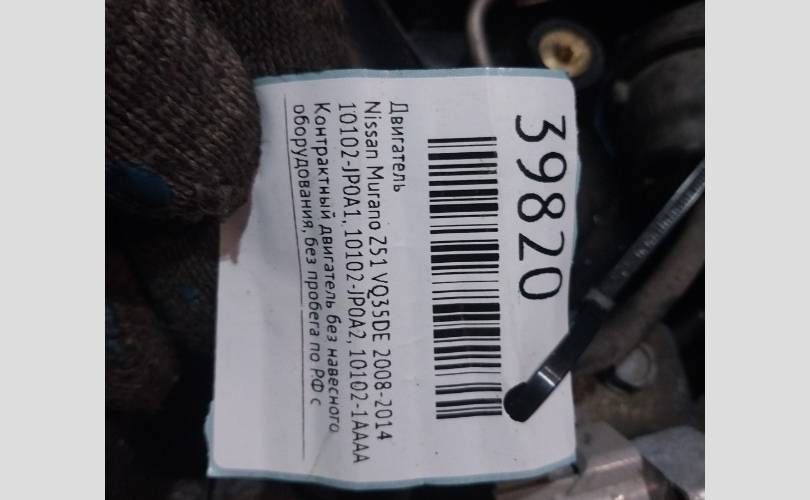 39820
Двигатель
Nissan Murano Z51 VQ35DE 2008-2014
10102-JP0A1, 10102-JP0A2, 10102-1AAAA
Контрактный двигатель без навесного
оборудования, без пробега по РФ с